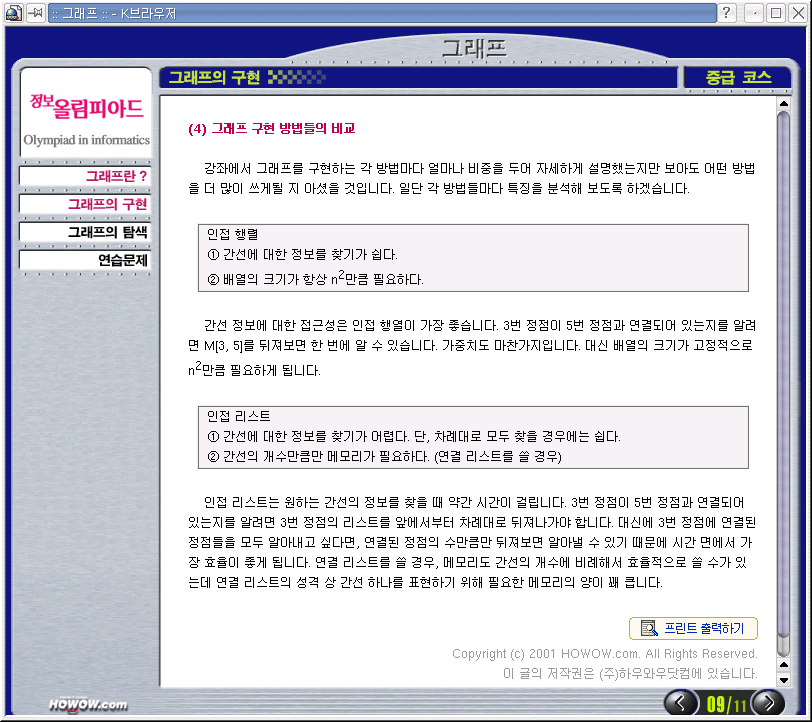 :: 그래프 :: - K브라우저
그래프
그래프의 구현
중급 코스
정보올림피아드
Olympiad in informatics
그래프란 ?
그래프의 구현
그래프의 탐색
연습문제
(4) 그래프 구현 방법들의 비교
강좌에서 그래프를 구현하는 각 방법마다 얼마나 비중을 두어 자세하게 설명했는지만 보아도 어떤 방법
을 더 많이 쓰게될 지 아셨을 것입니다. 일단 각 방법들마다 특징을 분석해 보도록 하겠습니다.
인접 행렬
① 간선에 대한 정보를 찾기가 쉽다.
② 배열의 크기가 항상 n²만큼 필요하다.
간선 정보에 대한 접근성은 인접 행열이 가장 좋습니다. 3번 정점이 5번 정점과 연결되어 있는지를 알려
면 M[3, 5]를 뒤져보면 한 번에 알 수 있습니다. 가중치도 마찬가지입니다. 대신 배열의 크기가 고정적으로
n²만큼 필요하게 됩니다.
인접 리스트
① 간선에 대한 정보를 찾기가 어렵다. 단, 차례대로 모두 찾을 경우에는 쉽다.
② 간선의 개수만큼만 메모리가 필요하다. (연결 리스트를 쓸 경우)
인접 리스트는 원하는 간선의 정보를 찾을 때 약간 시간이 걸립니다. 3번 정점이 5번 정점과 연결되어
있는지를 알려면 3번 정점의 리스트를 앞에서부터 차례대로 뒤져나가야 합니다. 대신에 3번 정점에 연결된
정점들을 모두 알아내고 싶다면, 연결된 정점의 수만큼만 뒤져보면 알아낼 수 있기 때문에 시간 면에서 가
장 효율이 좋게 됩니다. 연결 리스트를 쓸 경우, 메모리도 간선의 개수에 비례해서 효율적으로 쓸 수가 있
는데 연결 리스트의 성격 상 간선 하나를 표현하기 위해 필요한 메모리의 양이 꽤 큽니다.
프린트 출력하기
Copyright (c) 2001 HOWOW.com. All Rights Reserved.
이 글의 저작권은 (주)하우와우닷컴에 있습니다.
HOWOW.com
09/11